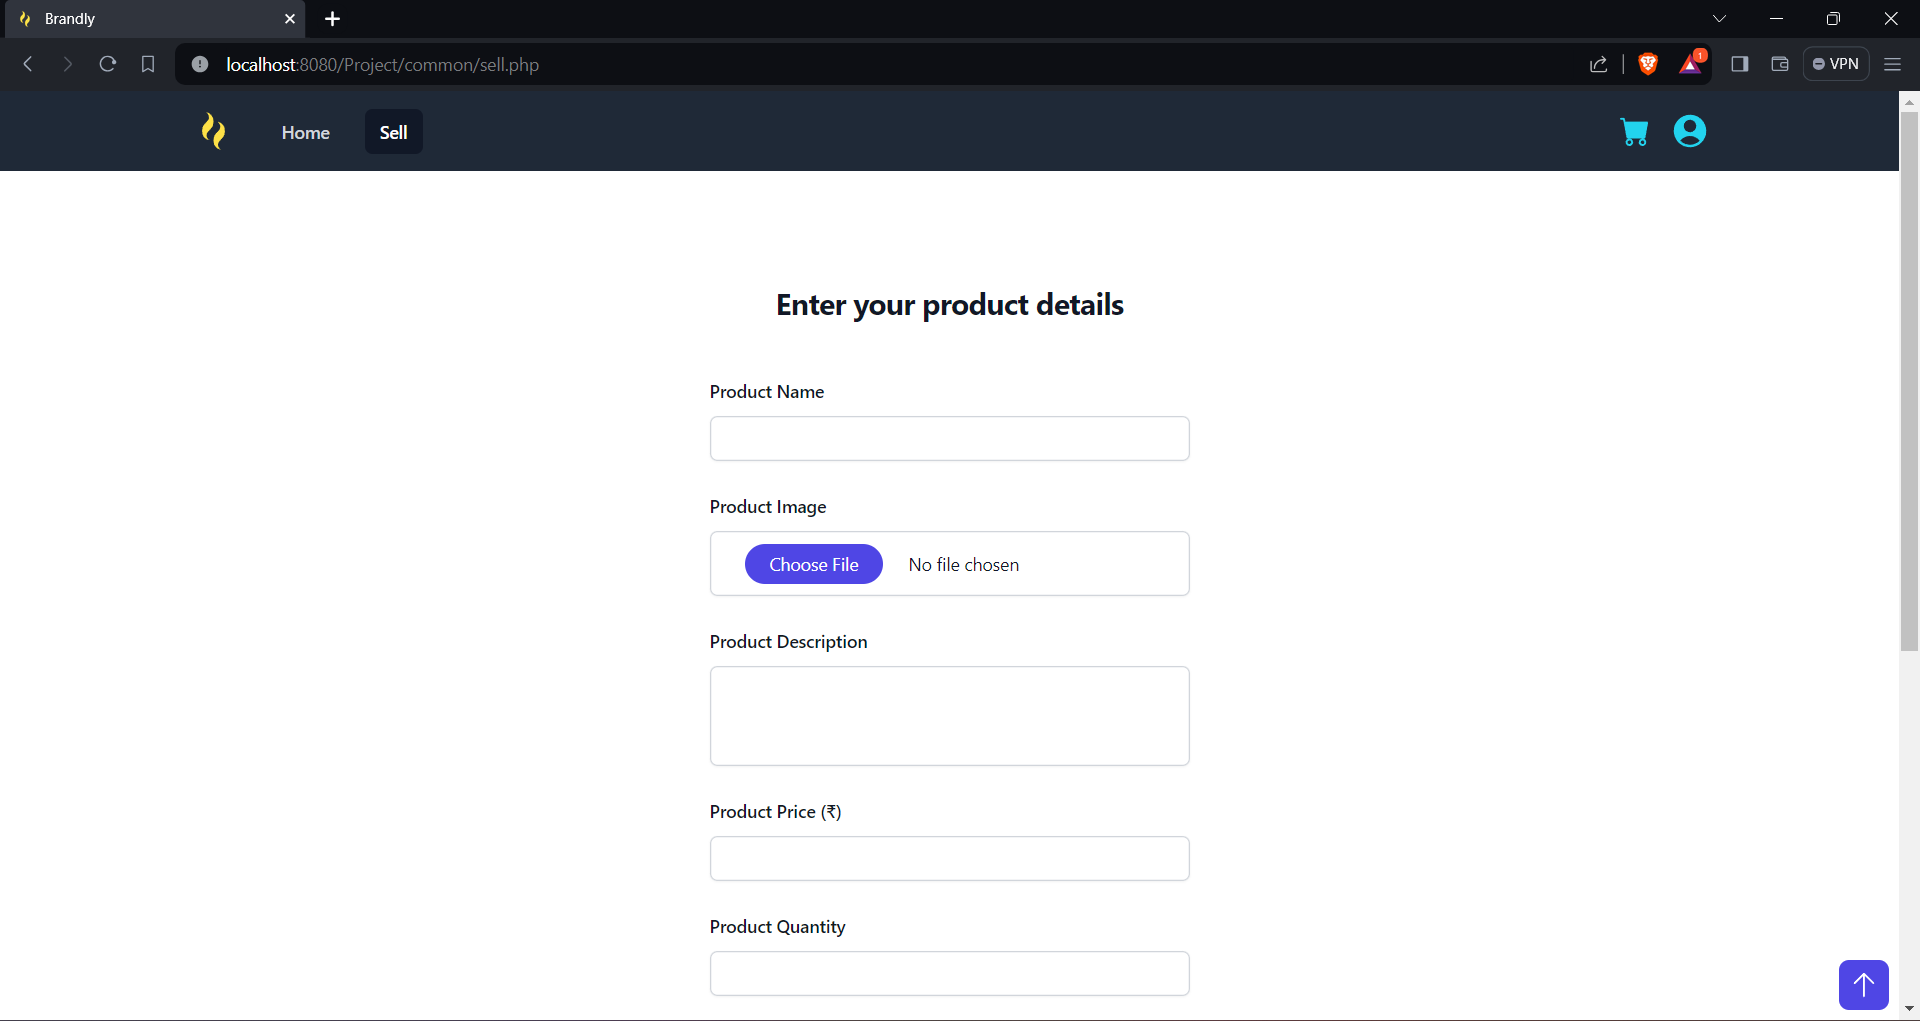 Brandly
localhost:8080/Project/common/sell.php
1
VPN
Home
Sell
Enter your product details
Product Name
Product Image
Choose File
No file chosen
Product Description
Product Price (₹)
Product Quantity